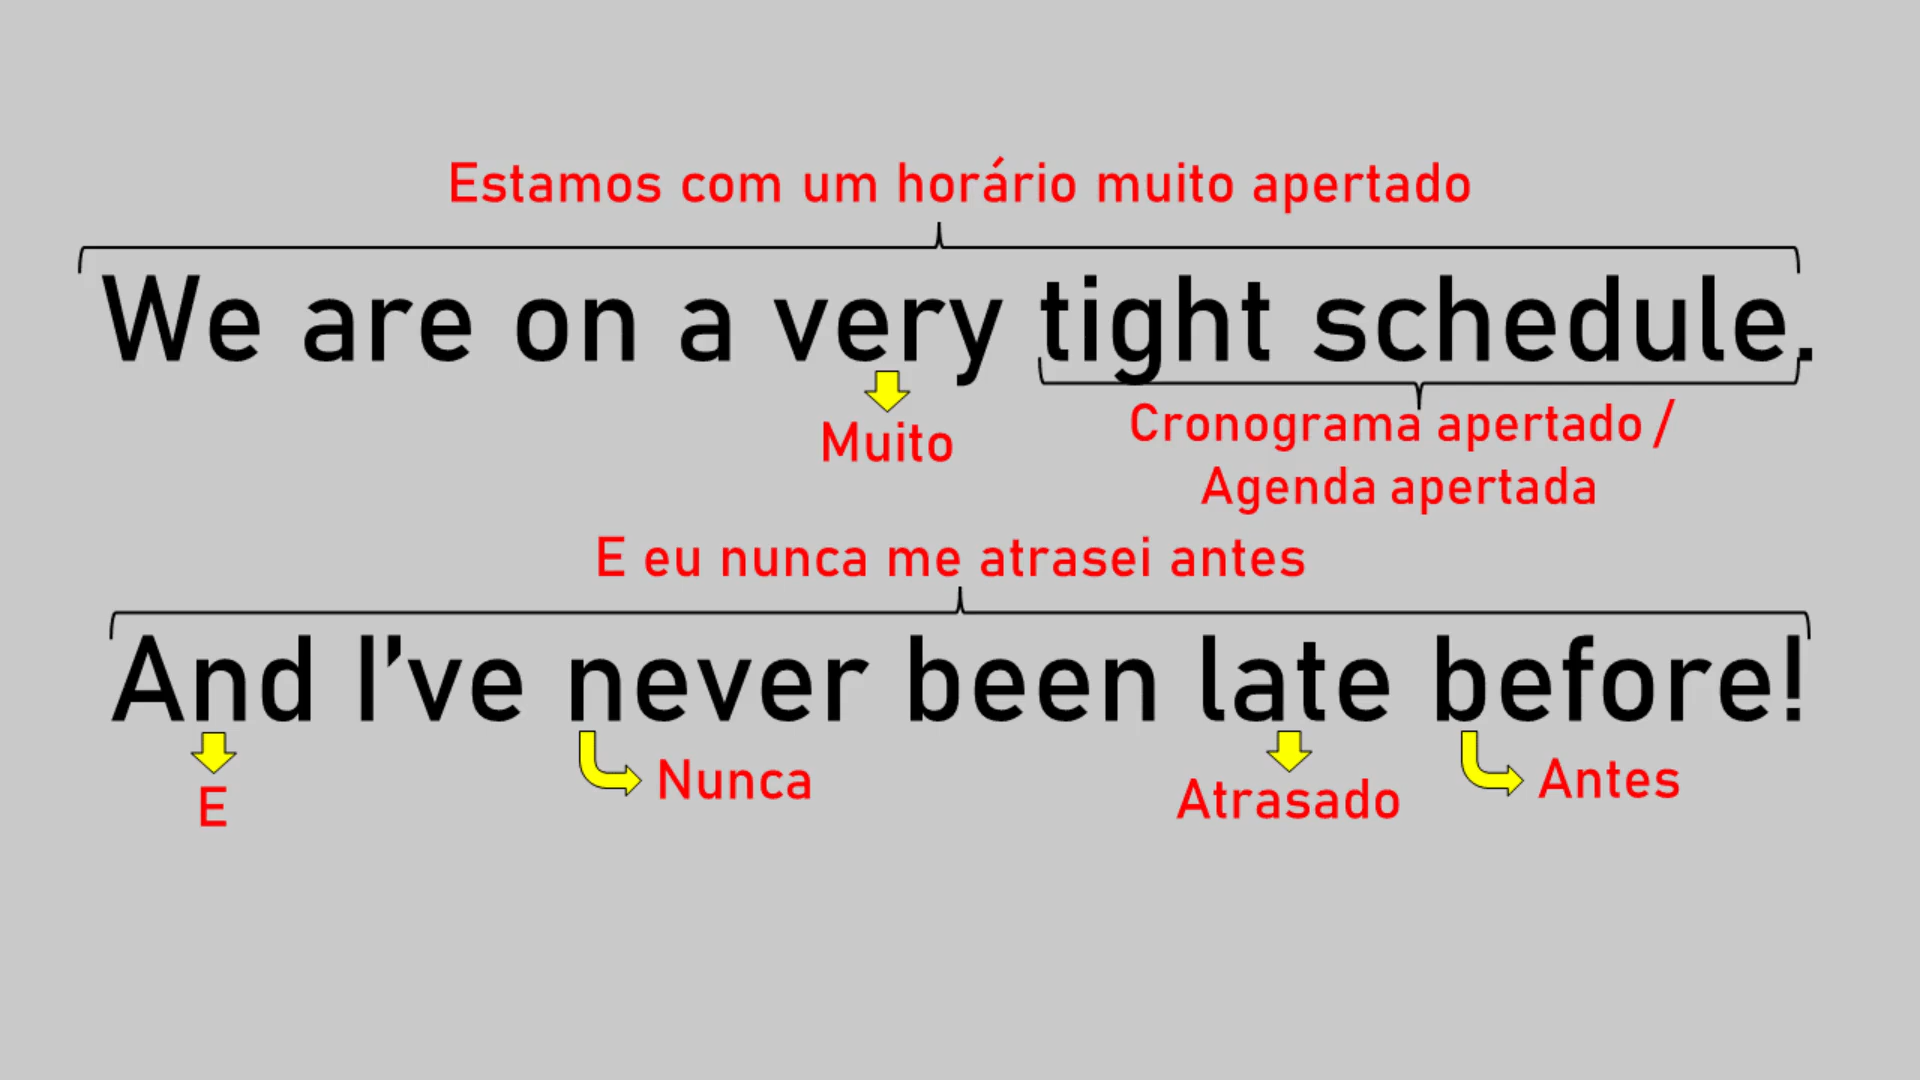 Estamos com um horário muito apertado
We are on a very tight schedule.
Muito
Cronograma apertado /
Agenda apertada
E eu nunca me atrasei antes
And I've never been late before!
E
Nunca
Atrasado
Antes